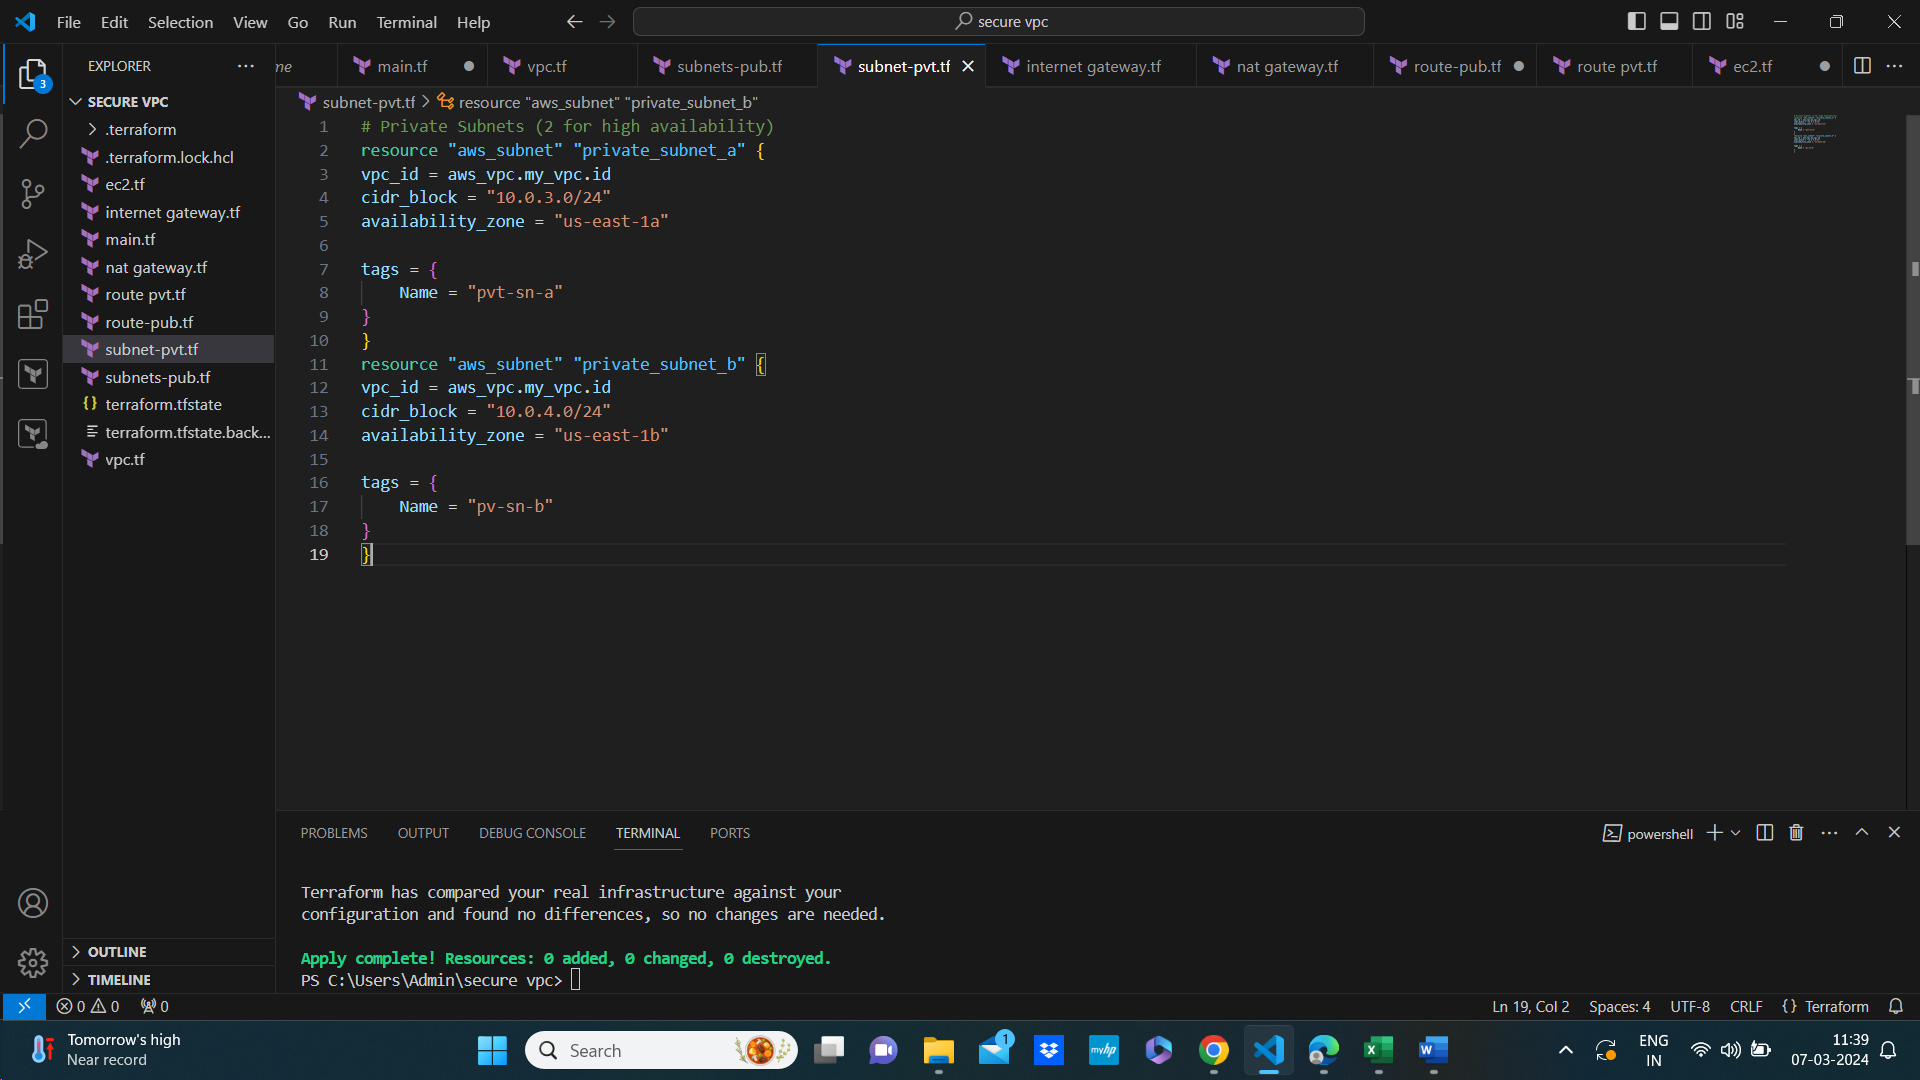 File Edit Selection View Go Run Terminal Help
secure vpc
EXPLORER
me
main.tf
vpc.tf
subnets-pub.tf
subnet-pvt.tf
internet gateway.tf
nat gateway.tf
route-pub.tf
route pvt.tf
ec2.tf
3
SECURE VPC
.terraform
.terraform.lock.hcl
ec2.tf
internet gateway.tf
main.tf
nat gateway.tf
route pvt.tf
route-pub.tf
subnet-pvt.tf
subnets-pub.tf
terraform.tfstate
terraform.tfstate.back...
vpc.tf
OUTLINE
TIMELINE
subnet-pvt.tf > resource "aws_subnet" "private_subnet_b"
1 # Private Subnets (2 for high availability)
2 resource "aws_subnet" "private_subnet_a" {
3 vpc_id = aws_vpc.my_vpc.id
4 cidr_block = "10.0.3.0/24"
5 availability_zone = "us-east-1a"
6
7 tags = {
8 Name = "pvt-sn-a"
9 }
10 }
11 resource "aws_subnet" "private_subnet_b" {
12 vpc_id = aws_vpc.my_vpc.id
13 cidr_block = "10.0.4.0/24"
14 availability_zone = "us-east-1b"
15
16 tags = {
17 Name = "pv-sn-b"
18 }
19 }
PROBLEMS OUTPUT DEBUG CONSOLE TERMINAL PORTS
powershell
Terraform has compared your real infrastructure against your
configuration and found no differences, so no changes are needed.
Apply complete! Resources: 0 added, 0 changed, 0 destroyed.
PS C:\Users\Admin\secure vpc>
0 0 0
Ln 19, Col 2 Spaces: 4 UTF-8 CRLF {} Terraform
Tomorrow's high
Near record
Search
1
myhp
ENG
IN
11:39
07-03-2024